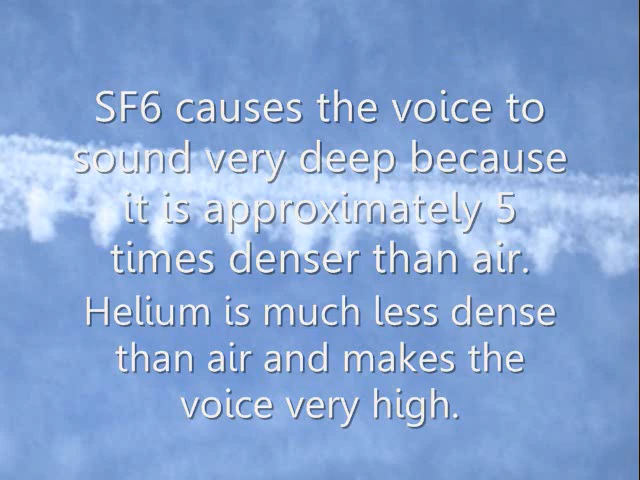 SF6 causes the voice to
sound very deep because
it is approximately 5
times denser than air.
Helium is much less dense
than air and makes the
voice very high.